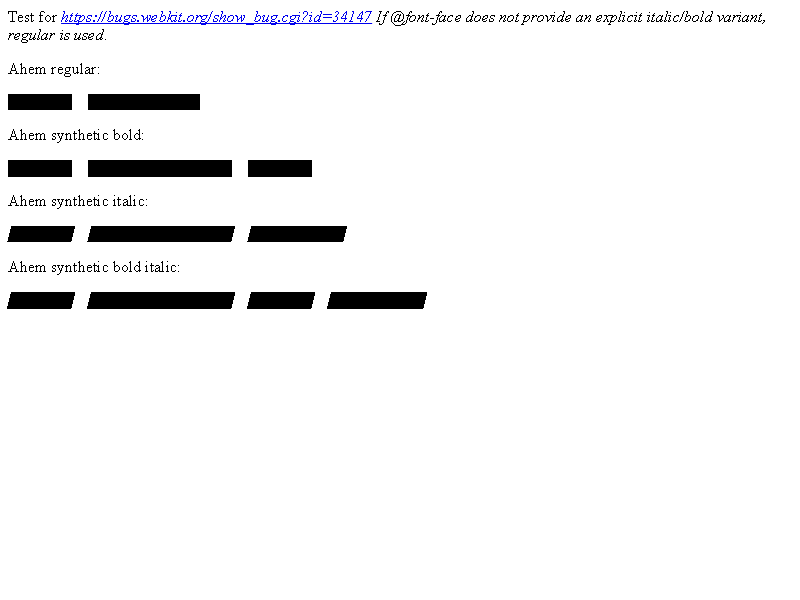 Test for https://bugs.webkit.org/show_bug.cgi?id=34147 If @font-face does not provide an explicit italic/bold variant,
regular is used.
Ahem regular:
Ahem synthetic bold:
Ahem synthetic italic:
Ahem synthetic bold italic: